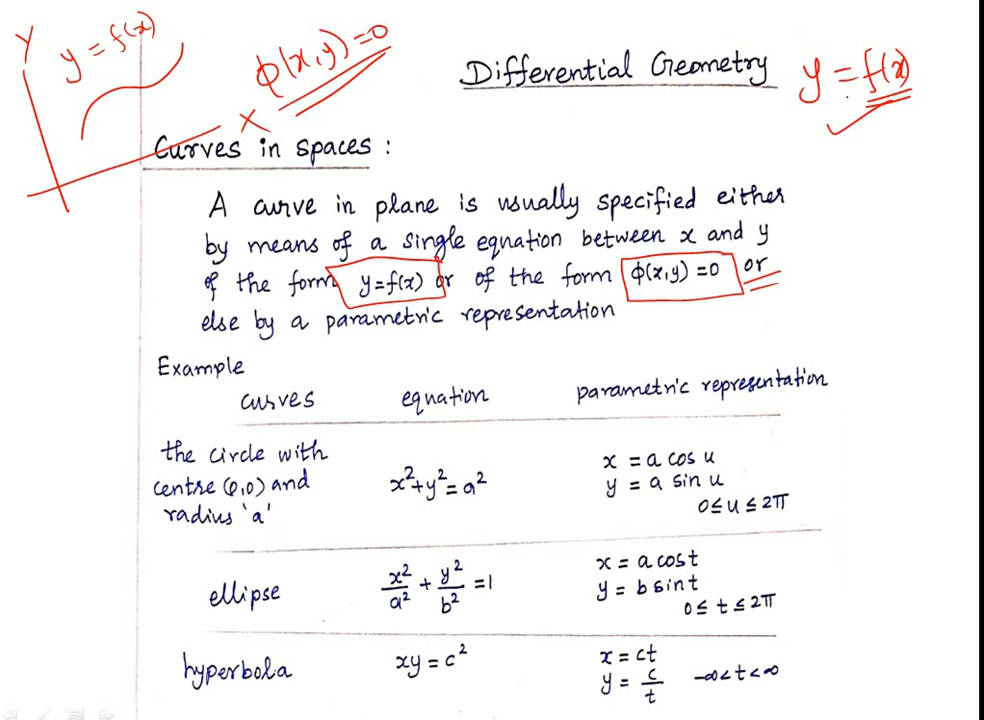 Y
y = f(x)
ϕ(x,y)=0
X
Differential Geometry
y = f(x)
Curves in spaces :
A curve in plane is usually specified either
by means of a single equation between x and y
of the form y=f(x) or of the form ϕ(x,y) =0 or
else by a parametric representation
Example
curves equation parametric representation
the circle with
centre (0,0) and
radius 'a'
x²+y²=a²
x = a cos u
y = a sin u
0≤u≤2π
ellipse
x²/a² + y²/b² =1
x = a cost
y = b sint
0≤ t ≤2π
hyperbola
xy = c²
x = ct
y = c/t
-∞<t<∞